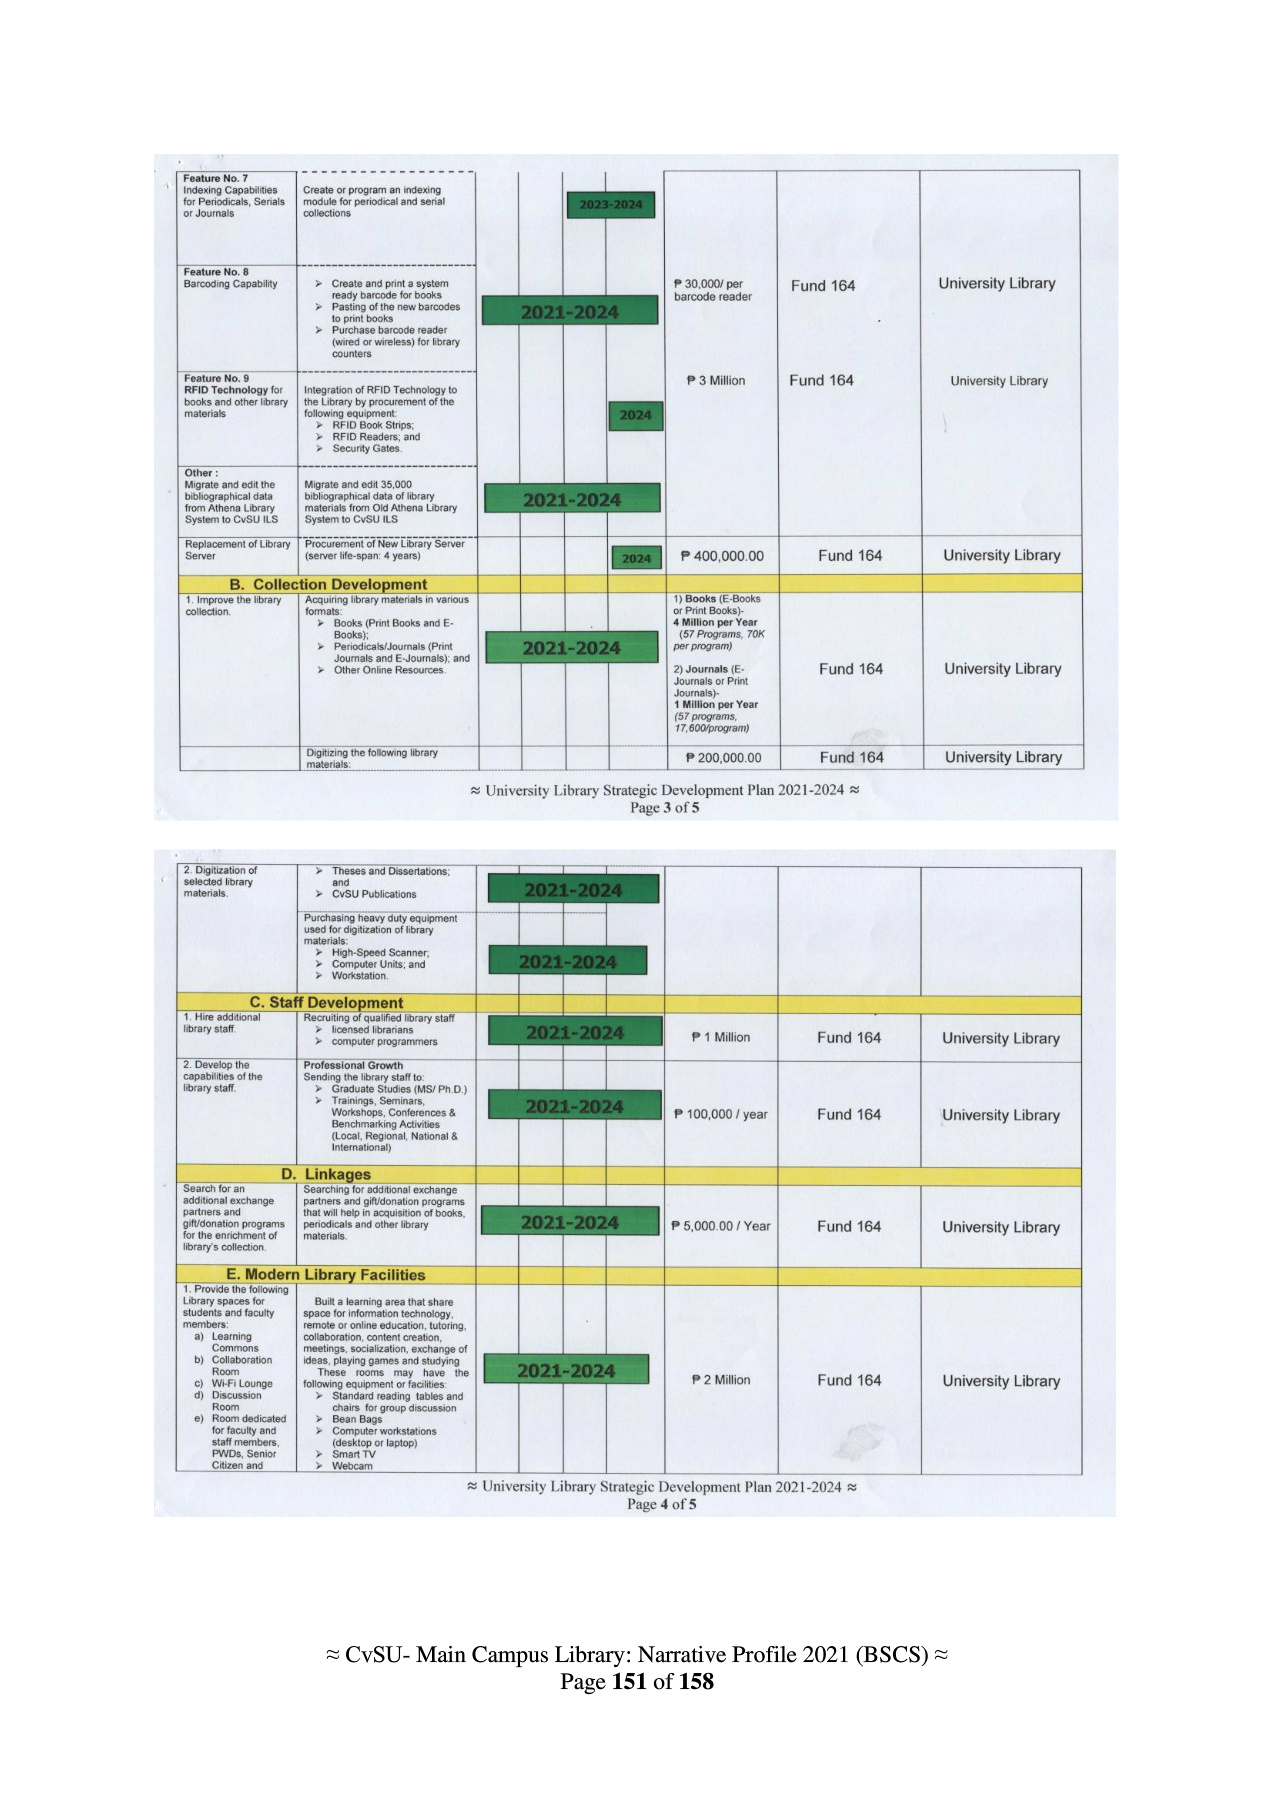 Feature No. 7
Indexing Capabilities
for Periodicals, Serials
or Journals
Create or program an indexing
module for periodical and serial
collections
2023-2024
Feature No. 8
Barcoding Capability
➢ Create and print a system
ready barcode for books
➢ Pasting of the new barcodes
to print books
➢ Purchase barcode reader
(wired or wireless) for library
counters
2021-2024
₱ 30,000/ per
barcode reader
Fund 164
University Library
Feature No. 9
RFID Technology for
books and other library
materials
Integration of RFID Technology to
the Library by procurement of the
following equipment:
➢ RFID Book Strips;
➢ RFID Readers; and
➢ Security Gates.
2024
₱ 3 Million
Fund 164
University Library
Other :
Migrate and edit the
bibliographical data
from Athena Library
System to CvSU ILS
Migrate and edit 35,000
bibliographical data of library
materials from Old Athena Library
System to CvSU ILS
2021-2024
Replacement of Library
Server
Procurement of New Library Server
(server life-span: 4 years)
2024
₱ 400,000.00
Fund 164
University Library
B. Collection Development
1. Improve the library
collection.
Acquiring library materials in various
formats:
➢ Books (Print Books and E-
Books);
➢ Periodicals/Journals (Print
Journals and E-Journals); and
➢ Other Online Resources.
2021-2024
1) Books (E-Books
or Print Books)-
4 Million per Year
(57 Programs, 70K
per program)
2) Journals (E-
Journals or Print
Journals)-
1 Million per Year
(57 programs,
17,600/program)
Fund 164
University Library
Digitizing the following library
materials:
₱ 200,000.00
Fund 164
University Library
≈ University Library Strategic Development Plan 2021-2024 ≈
Page 3 of 5
2. Digitization of
selected library
materials.
➢ Theses and Dissertations;
and
➢ CvSU Publications
2021-2024
Purchasing heavy duty equipment
used for digitization of library
materials:
➢ High-Speed Scanner;
➢ Computer Units; and
➢ Workstation.
2021-2024
C. Staff Development
1. Hire additional
library staff.
Recruiting of qualified library staff
➢ licensed librarians
➢ computer programmers
2021-2024
₱ 1 Million
Fund 164
University Library
2. Develop the
capabilities of the
library staff.
Professional Growth
Sending the library staff to:
➢ Graduate Studies (MS/ Ph.D.)
➢ Trainings, Seminars,
Workshops, Conferences &
Benchmarking Activities
(Local, Regional, National &
International)
2021-2024
₱ 100,000 / year
Fund 164
University Library
D. Linkages
Search for an
additional exchange
partners and
gift/donation programs
for the enrichment of
library's collection.
Searching for additional exchange
partners and gift/donation programs
that will help in acquisition of books,
periodicals and other library
materials.
2021-2024
₱ 5,000.00 / Year
Fund 164
University Library
E. Modern Library Facilities
1. Provide the following
Library spaces for
students and faculty
members:
a) Learning
Commons
b) Collaboration
Room
c) Wi-Fi Lounge
d) Discussion
Room
e) Room dedicated
for faculty and
staff members,
PWDs, Senior
Citizen and
Built a learning area that share
space for information technology,
remote or online education, tutoring,
collaboration, content creation,
meetings, socialization, exchange of
ideas, playing games and studying
These rooms may have the
following equipment or facilities:
➢ Standard reading tables and
chairs for group discussion
➢ Bean Bags
➢ Computer workstations
(desktop or laptop)
➢ Smart TV
➢ Webcam
2021-2024
₱ 2 Million
Fund 164
University Library
≈ University Library Strategic Development Plan 2021-2024 ≈
Page 4 of 5
≈ CvSU- Main Campus Library: Narrative Profile 2021 (BSCS) ≈
Page 151 of 158